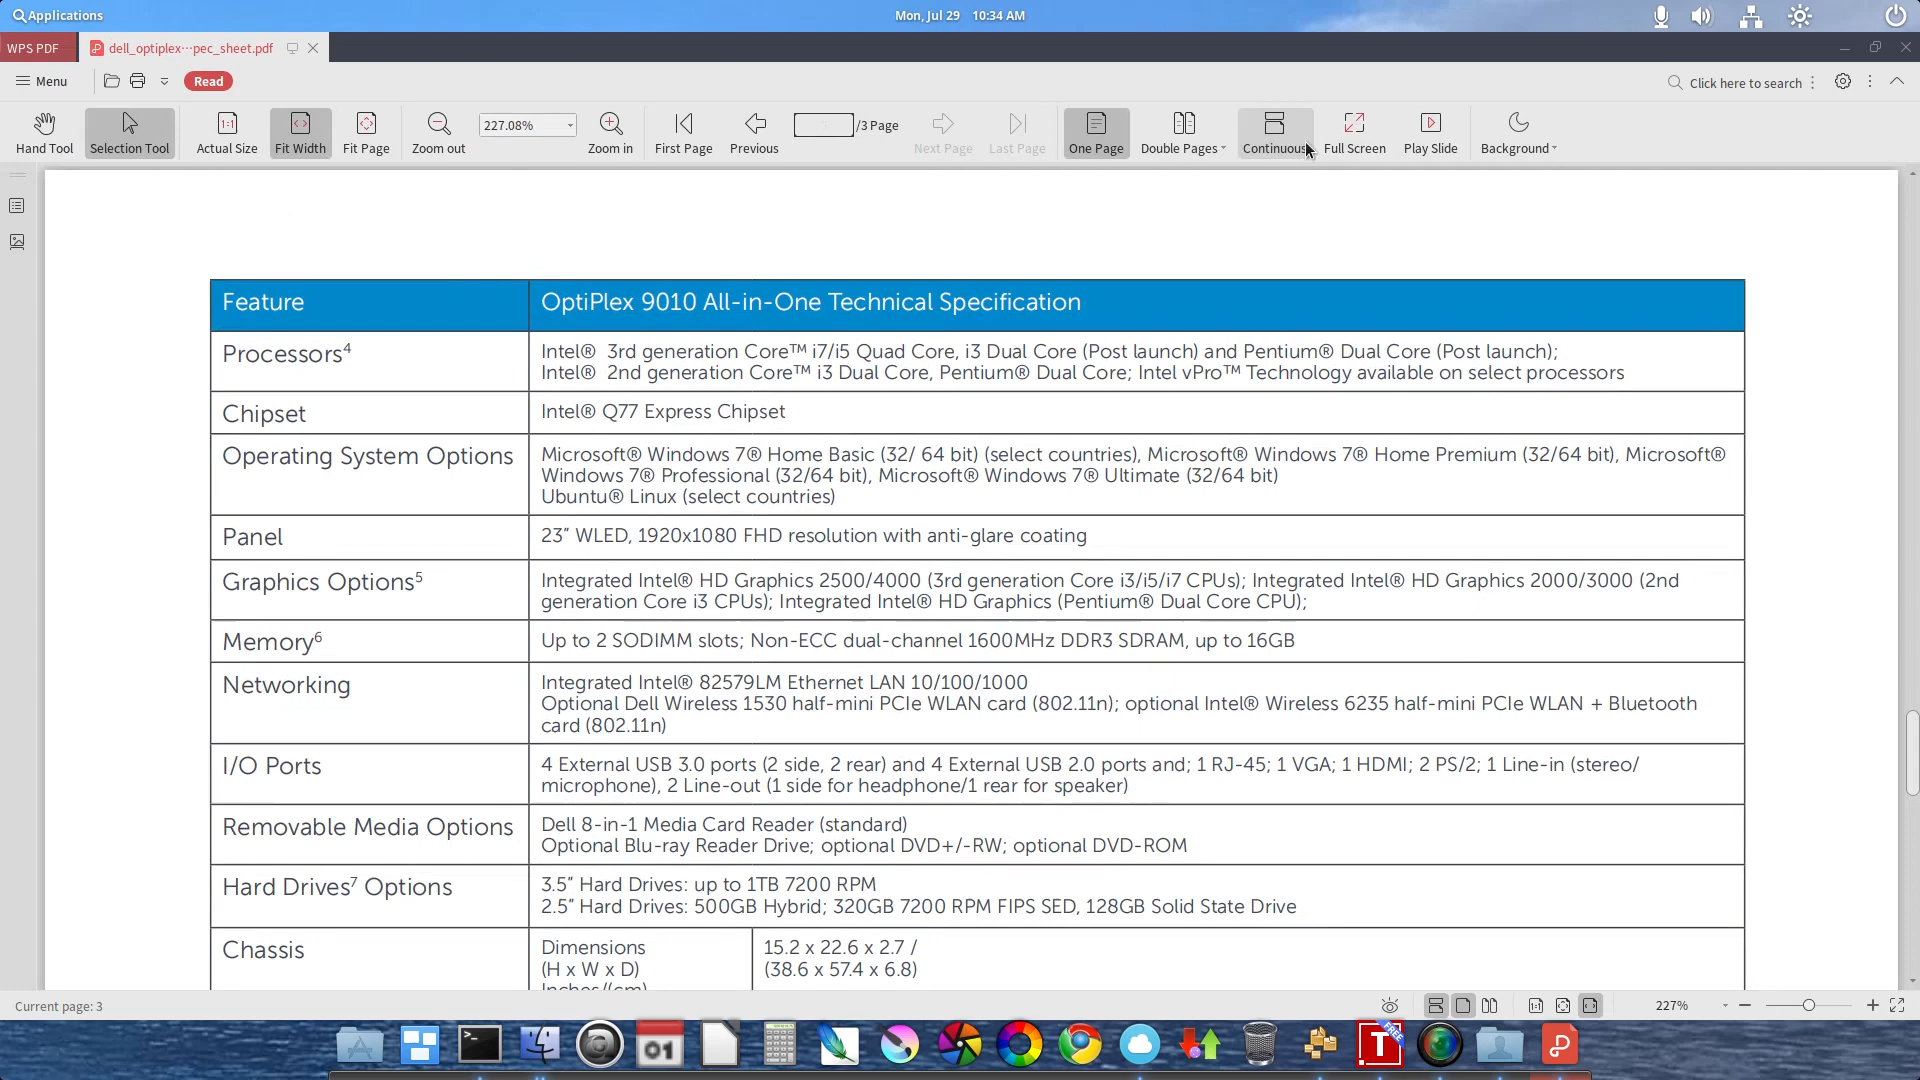 Applications
Mon, Jul 29 10:34 AM
WPS PDF
dell_optiplex···pec_sheet.pdf
Menu
Read
Click here to search
Hand Tool
Selection Tool
1:1
Actual Size
Fit Width
Fit Page
Zoom out
227.08%
Zoom in
First Page
Previous
/3 Page
Next Page
Last Page
One Page
Double Pages
Continuous
Full Screen
Play Slide
Background
Feature
OptiPlex 9010 All-in-One Technical Specification
Processors4
Intel® 3rd generation Core™ i7/i5 Quad Core, i3 Dual Core (Post launch) and Pentium® Dual Core (Post launch);
Intel® 2nd generation Core™ i3 Dual Core, Pentium® Dual Core; Intel vPro™ Technology available on select processors
Chipset
Intel® Q77 Express Chipset
Operating System Options
Microsoft® Windows 7® Home Basic (32/ 64 bit) (select countries), Microsoft® Windows 7® Home Premium (32/64 bit), Microsoft®
Windows 7® Professional (32/64 bit), Microsoft® Windows 7® Ultimate (32/64 bit)
Ubuntu® Linux (select countries)
Panel
23” WLED, 1920x1080 FHD resolution with anti-glare coating
Graphics Options5
Integrated Intel® HD Graphics 2500/4000 (3rd generation Core i3/i5/i7 CPUs); Integrated Intel® HD Graphics 2000/3000 (2nd
generation Core i3 CPUs); Integrated Intel® HD Graphics (Pentium® Dual Core CPU);
Memory6
Up to 2 SODIMM slots; Non-ECC dual-channel 1600MHz DDR3 SDRAM, up to 16GB
Networking
Integrated Intel® 82579LM Ethernet LAN 10/100/1000
Optional Dell Wireless 1530 half-mini PCIe WLAN card (802.11n); optional Intel® Wireless 6235 half-mini PCIe WLAN + Bluetooth
card (802.11n)
I/O Ports
4 External USB 3.0 ports (2 side, 2 rear) and 4 External USB 2.0 ports and; 1 RJ-45; 1 VGA; 1 HDMI; 2 PS/2; 1 Line-in (stereo/
microphone), 2 Line-out (1 side for headphone/1 rear for speaker)
Removable Media Options
Dell 8-in-1 Media Card Reader (standard)
Optional Blu-ray Reader Drive; optional DVD+/-RW; optional DVD-ROM
Hard Drives7 Options
3.5” Hard Drives: up to 1TB 7200 RPM
2.5” Hard Drives: 500GB Hybrid; 320GB 7200 RPM FIPS SED, 128GB Solid State Drive
Chassis
Dimensions
(H x W x D)
Inches/(cm)
15.2 x 22.6 x 2.7 /
(38.6 x 57.4 x 6.8)
Current page: 3
1:1
227%
01
T
FREE